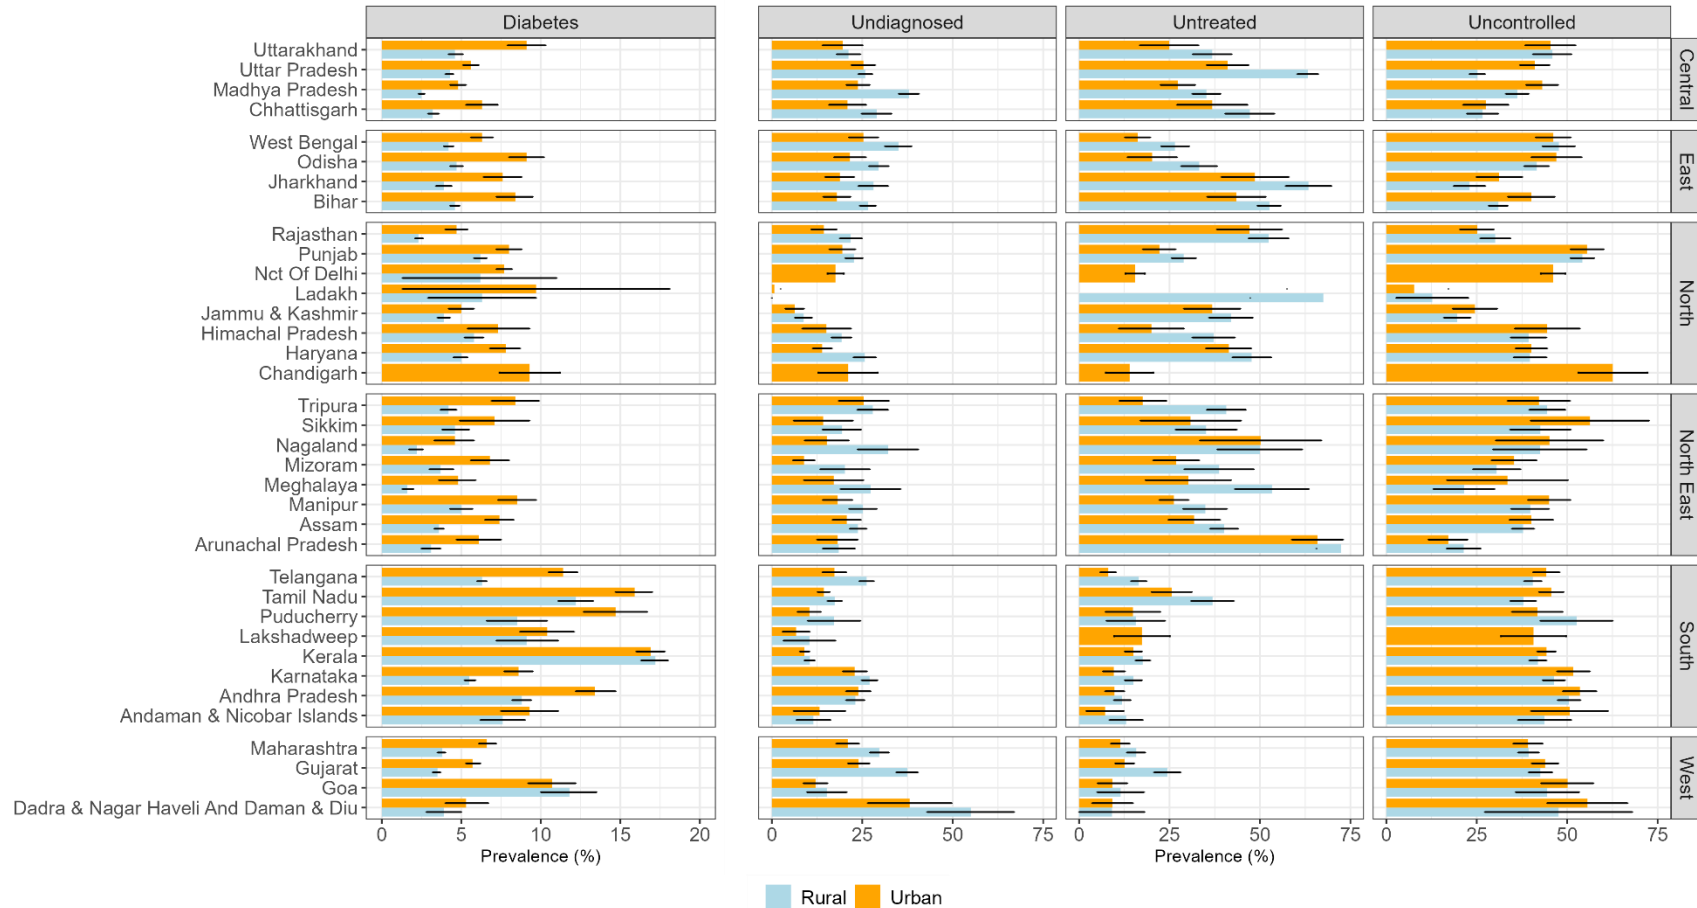 Diabetes Undiagnosed Untreated Uncontrolled
Uttarakhand
Uttar Pradesh
Madhya Pradesh
Chhattisgarh
Central
West Bengal
Odisha
Jharkhand
Bihar
East
Rajasthan
Punjab
Nct Of Delhi
Ladakh
Jammu & Kashmir
Himachal Pradesh
Haryana
Chandigarh
North
Tripura
Sikkim
Nagaland
Mizoram
Meghalaya
Manipur
Assam
Arunachal Pradesh
North East
Telangana
Tamil Nadu
Puducherry
Lakshadweep
Kerala
Karnataka
Andhra Pradesh
Andaman & Nicobar Islands
South
Maharashtra
Gujarat
Goa
Dadra & Nagar Haveli And Daman & Diu
West
0 5 10 15 20 0 25 50 75 0 25 50 75 0 25 50 75
Prevalence (%) Prevalence (%)
Rural Urban